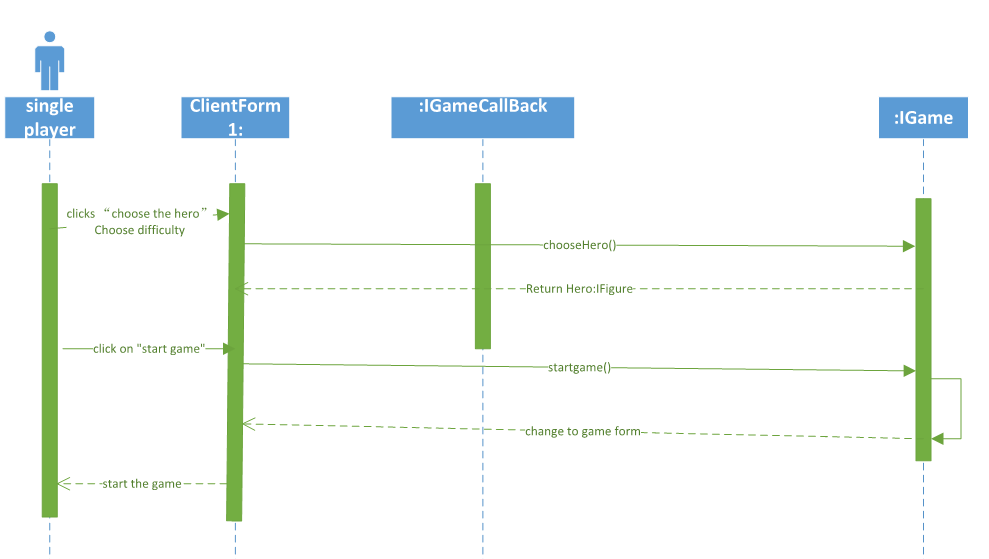 single
player
ClientForm
1:
:IGameCallBack
:IGame
clicks “choose the hero”
Choose difficulty
chooseHero()
Return Hero:IFigure
click on "start game"
startgame()
change to game form
start the game